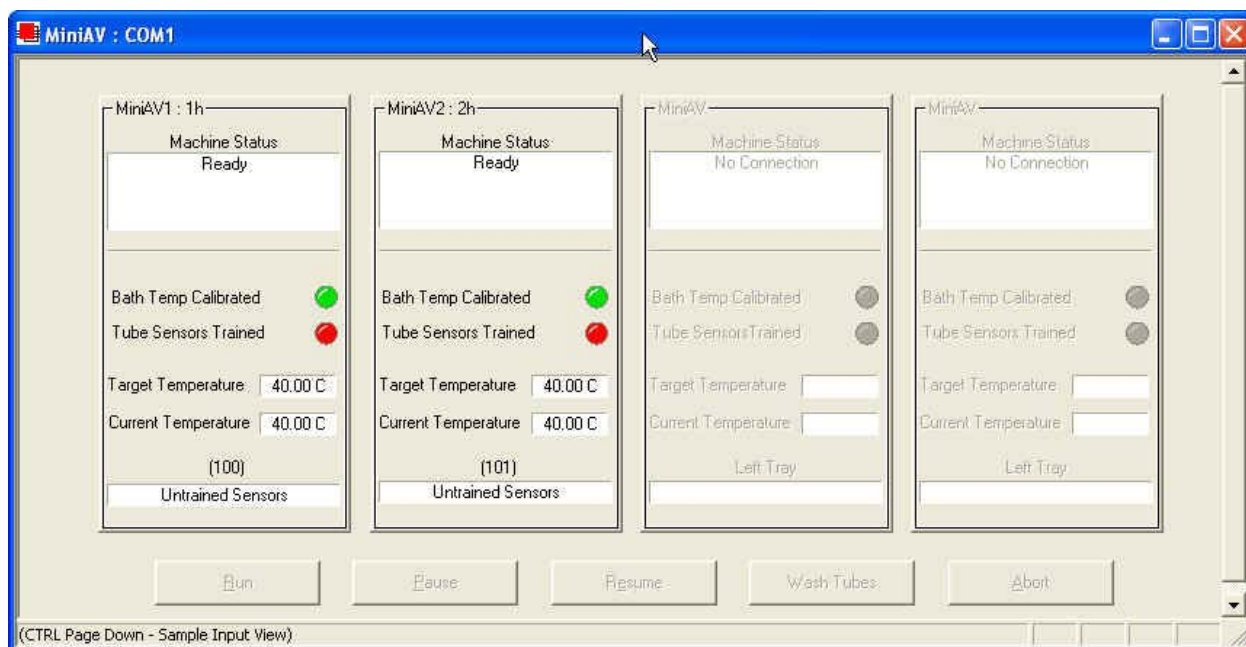 MiniAV : COM1
MiniAV1 : 1h
Machine Status
Ready
Bath Temp Calibrated
Tube Sensors Trained
Target Temperature 40.00 C
Current Temperature 40.00 C
(100)
Untrained Sensors
MiniAV2 : 2h
Machine Status
Ready
Bath Temp Calibrated
Tube Sensors Trained
Target Temperature 40.00 C
Current Temperature 40.00 C
(101)
Untrained Sensors
MiniAV
Machine Status
No Connection
Bath Temp Calibrated
Tube SensorsTrained
Target Temperature
Current Temperature
Left Tray
MiniAV
Machine Status
No Connection
Bath Temp Calibrated
Tube Sensors Trained
Target Temperature
Current Temperature
Left Tray
Run Pause Resume Wash Tubes Abort
(CTRL Page Down - Sample Input View)